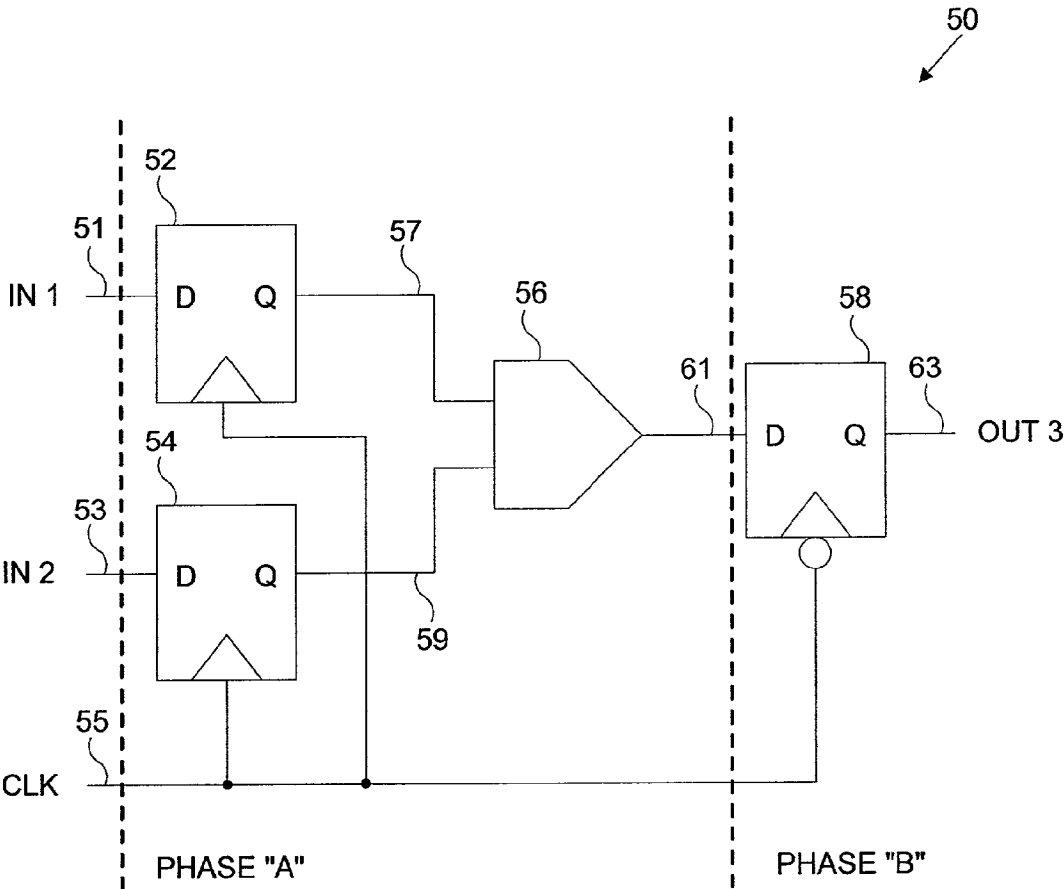 50
52
51
57
IN 1
D
Q
56
58
61
63
D
Q
OUT 3
54
53
IN 2
D
Q
59
55
CLK
PHASE "A"
PHASE "B"